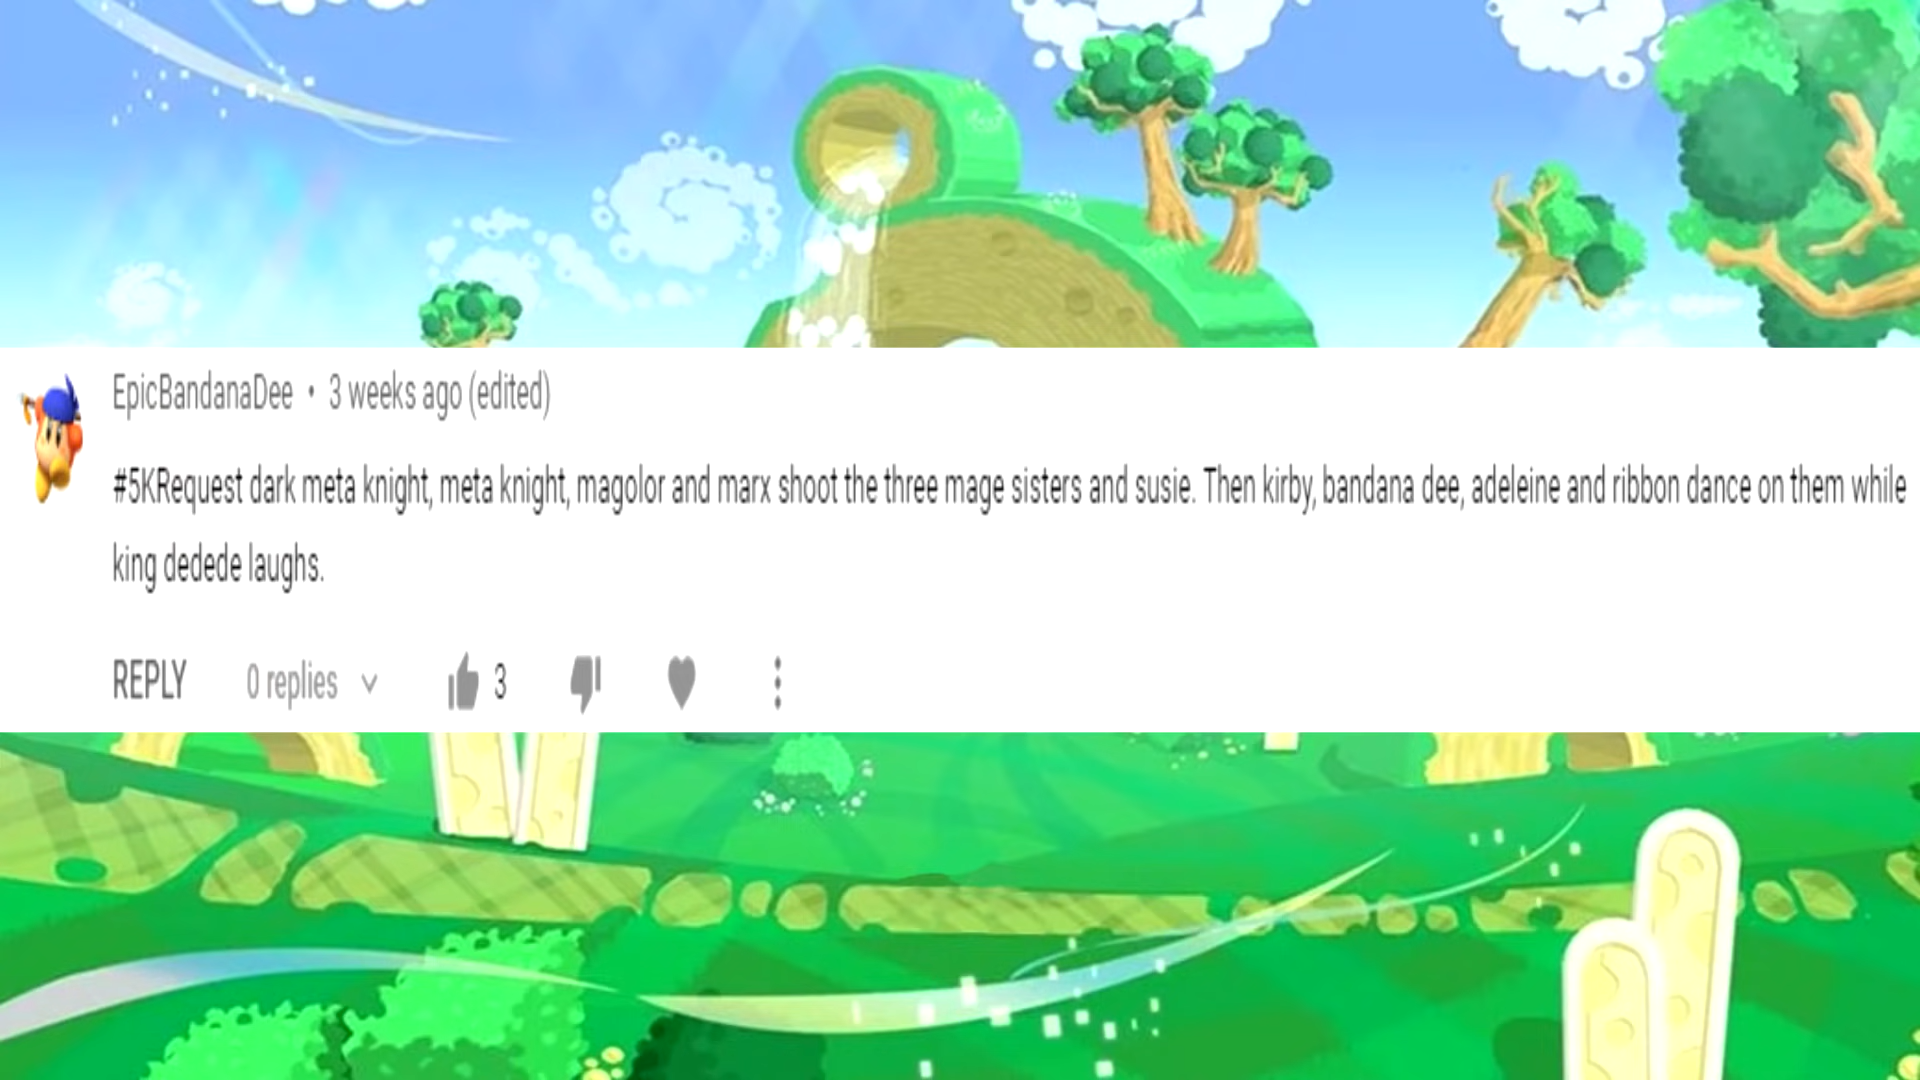 EpicBandanaDee • 3 weeks ago (edited)
#5KRequest dark meta knight, meta knight, magolor and marx shoot the three mage sisters and susie. Then kirby, bandana dee, adeleine and ribbon dance on them while
king dedede laughs.
REPLY 0 replies 3